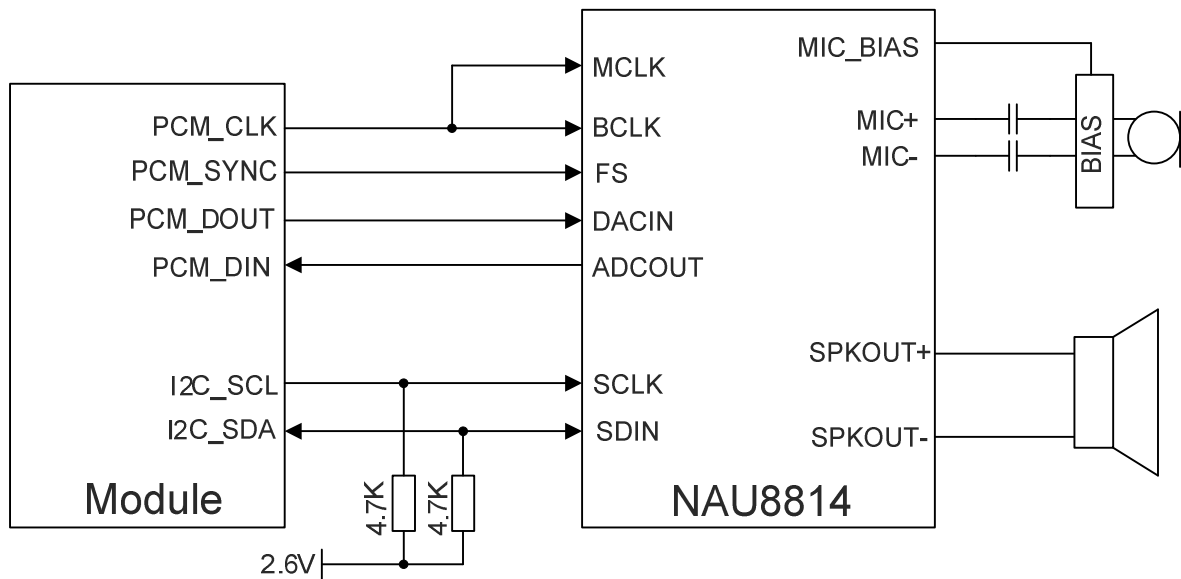 PCM_CLK
PCM_SYNC
PCM_DOUT
PCM_DIN
I2C_SCL
I2C_SDA
Module
MCLK
BCLK
FS
DACIN
ADCOUT
SCLK
SDIN
MIC_BIAS
MIC+
MIC-
SPKOUT+
SPKOUT-
NAU8814
BIAS
4.7K
4.7K
2.6V